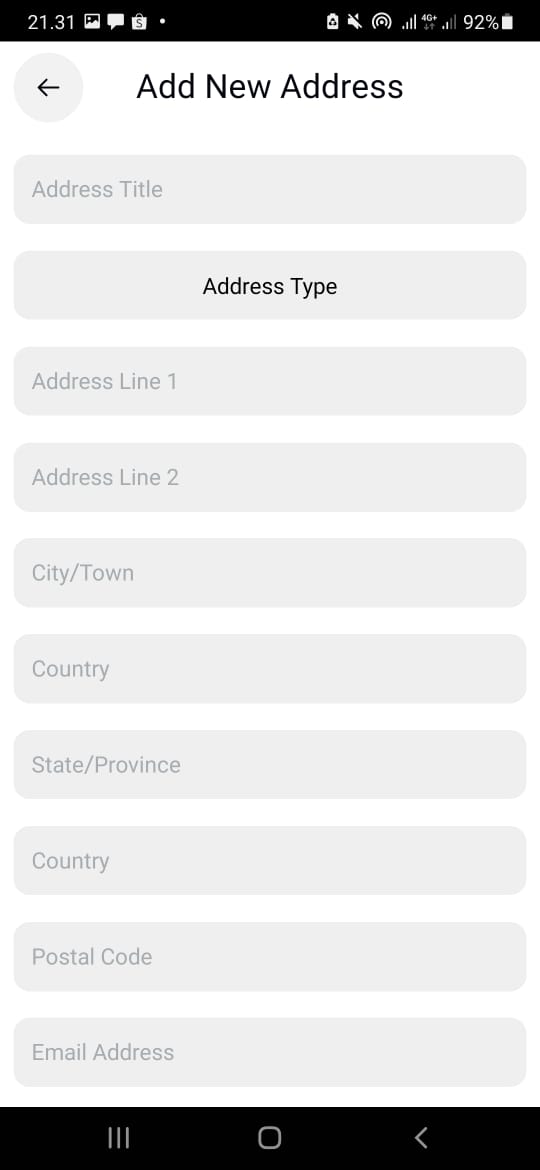 21.31 4G+ 92%
Add New Address
Address Title
Address Type
Address Line 1
Address Line 2
City/Town
Country
State/Province
Country
Postal Code
Email Address